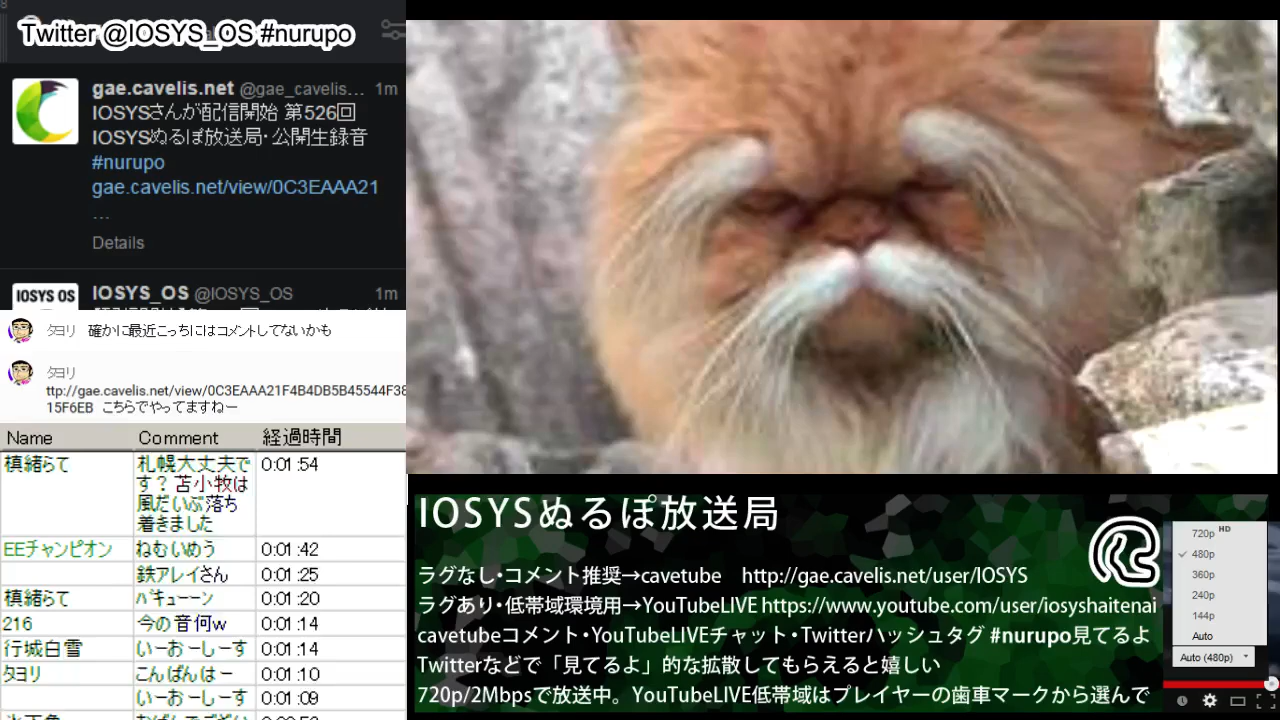 Twitter @IOSYS_OS #nurupo
gae.cavelis.net @gae_cavelis... 1m
IOSYSさんが配信開始 第526回
IOSYSぬるぽ放送局･公開生録音
#nurupo
gae.cavelis.net/view/0C3EAAA21
...
Details
IOSYS OS
IOSYS_OS @IOSYS_OS 1m
タヨリ 確かに最近こっちにはコメントしてないかも
タヨリ
ttp://gae.cavelis.net/view/0C3EAAA21F4B4DB5B45544F38
15F6EB こちらでやってますねー
Name Comment 経過時間
槙緒らて 札幌大丈夫で 0:01:54
す？苫小牧は
風だいぶ落ち
着きました
EEチャンピオン ねむいめう 0:01:42
鉄アレイさん 0:01:25
槙緒らて ﾊﾞｷューーン 0:01:20
216 今の音何w 0:01:14
行城白雪 いーおーしーす 0:01:14
タヨリ こんばんはー 0:01:10
いーおーしーす 0:01:09
IOSYSぬるぽ放送局
ラグなし･コメント推奨→cavetube http://gae.cavelis.net/user/IOSYS
ラグあり･低帯域環境用→YouTubeLIVE https://www.youtube.com/user/iosyshaitenai
cavetubeコメント･YouTubeLIVEチャット･Twitterハッシュタグ #nurupo見てるよ
Twitterなどで「見てるよ」的な拡散してもらえると嬉しい
720p/2Mbpsで放送中。YouTubeLIVE低帯域はプレイヤーの歯車マークから選んで
720p HD
480p
360p
240p
144p
Auto
Auto (480p)